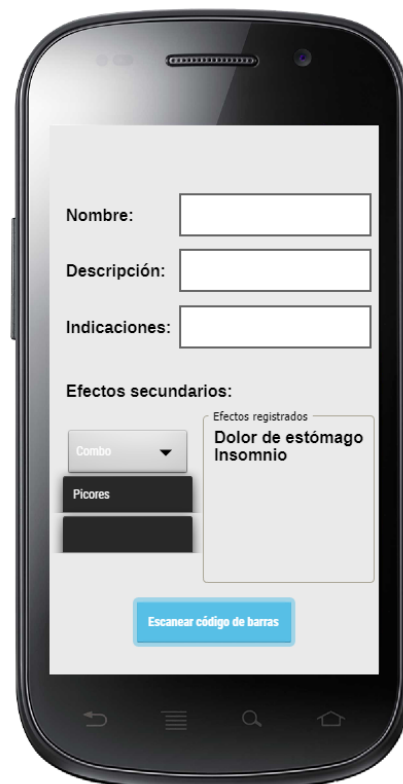 Nombre:
Descripción:
Indicaciones:
Efectos secundarios:
Combo
Picores
Efectos registrados
Dolor de estómago
Insomnio
Escanear código de barras